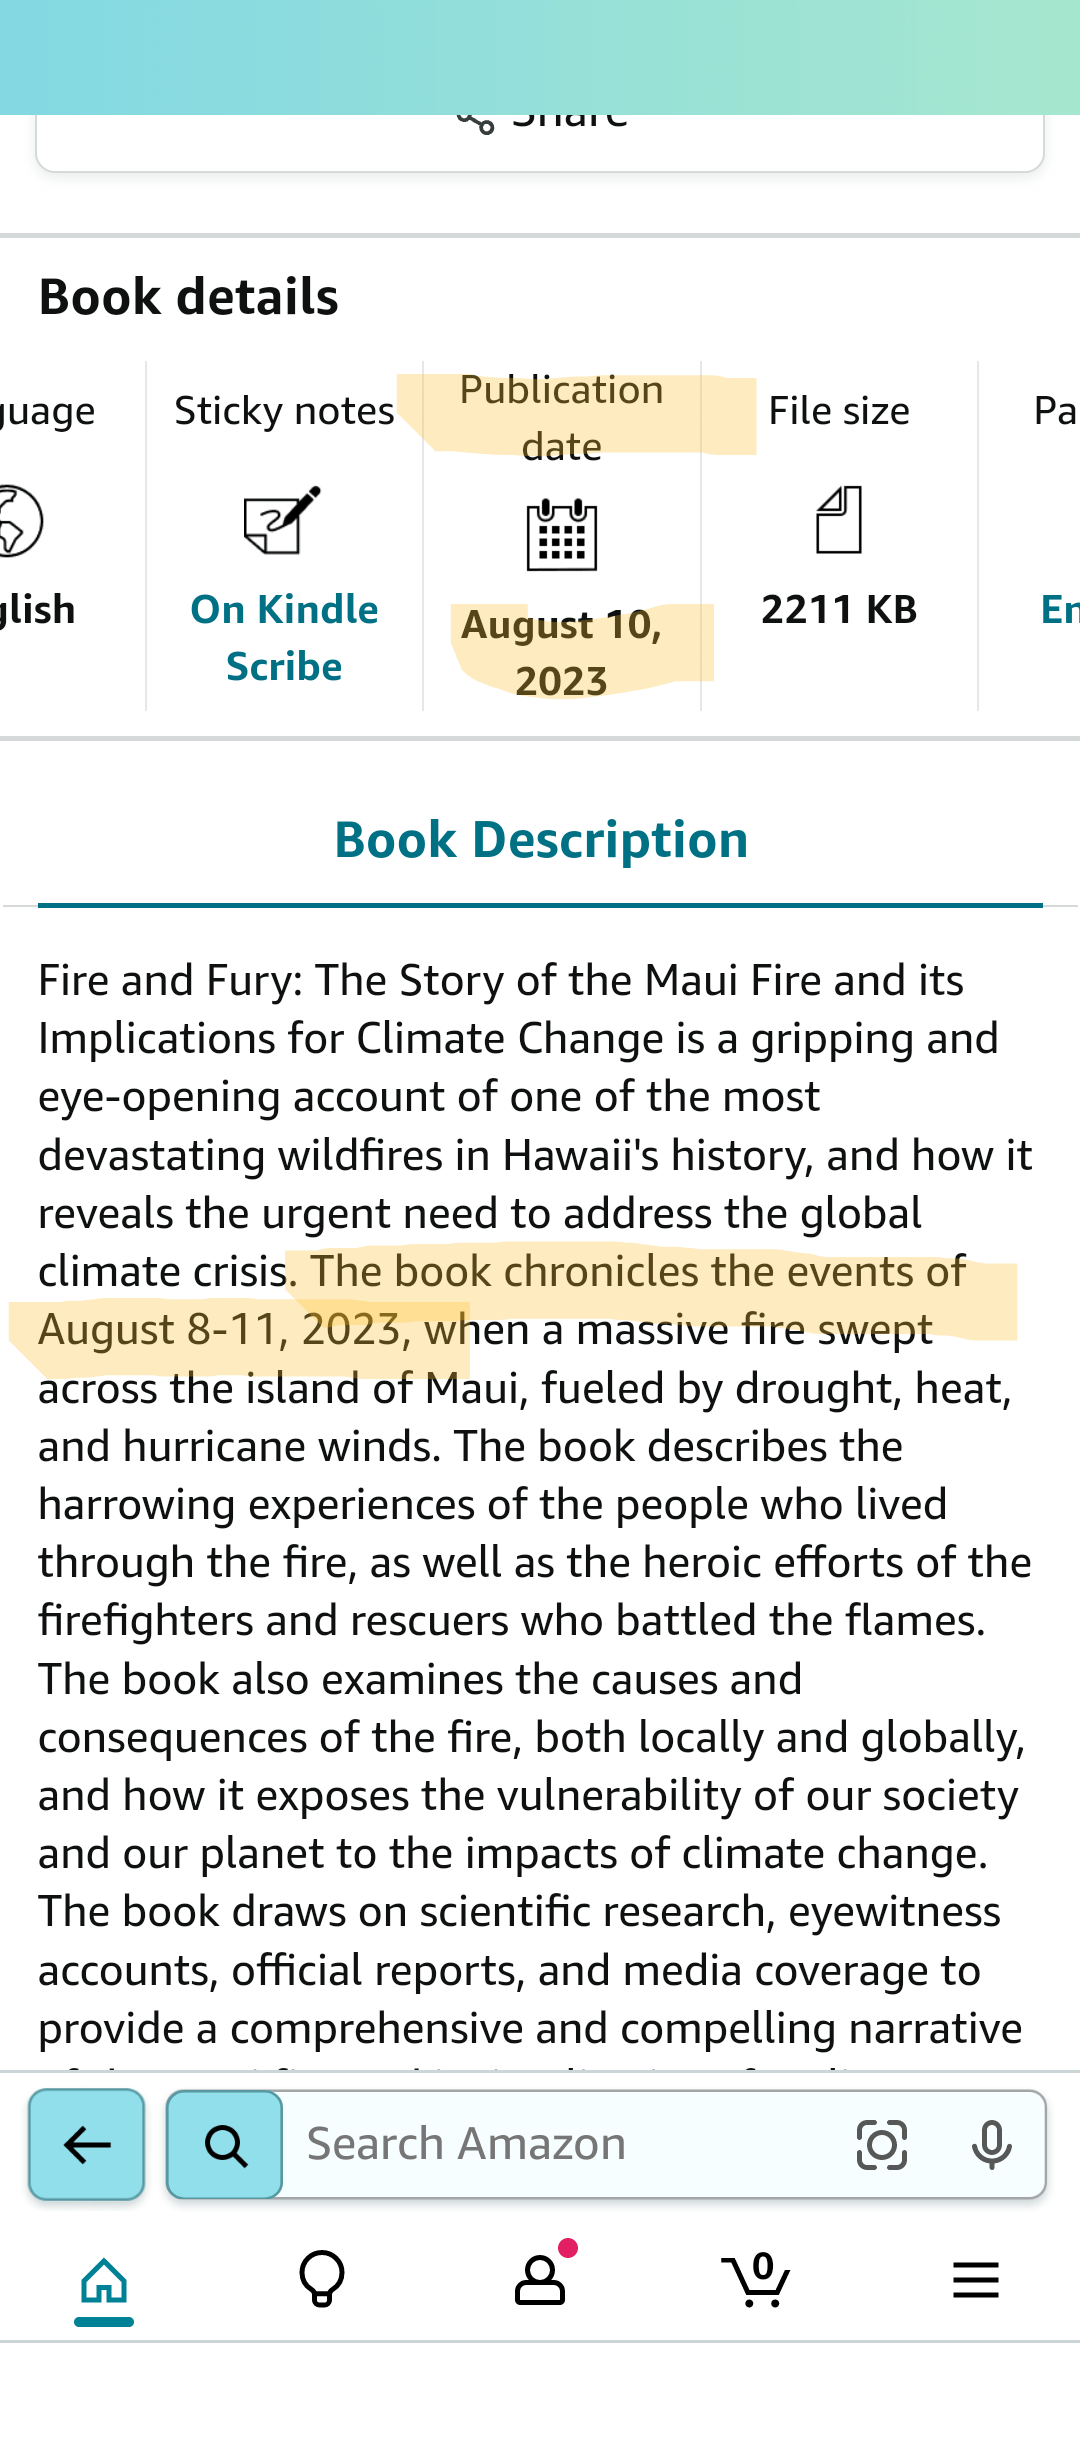 Share
Book details
guage
Sticky notes
Publication
date
File size
Pa
glish
On Kindle
Scribe
August 10,
2023
2211 KB
En
Book Description
Fire and Fury: The Story of the Maui Fire and its
Implications for Climate Change is a gripping and
eye-opening account of one of the most
devastating wildfires in Hawaii's history, and how it
reveals the urgent need to address the global
climate crisis. The book chronicles the events of
August 8-11, 2023, when a massive fire swept
across the island of Maui, fueled by drought, heat,
and hurricane winds. The book describes the
harrowing experiences of the people who lived
through the fire, as well as the heroic efforts of the
firefighters and rescuers who battled the flames.
The book also examines the causes and
consequences of the fire, both locally and globally,
and how it exposes the vulnerability of our society
and our planet to the impacts of climate change.
The book draws on scientific research, eyewitness
accounts, official reports, and media coverage to
provide a comprehensive and compelling narrative
Search Amazon
0